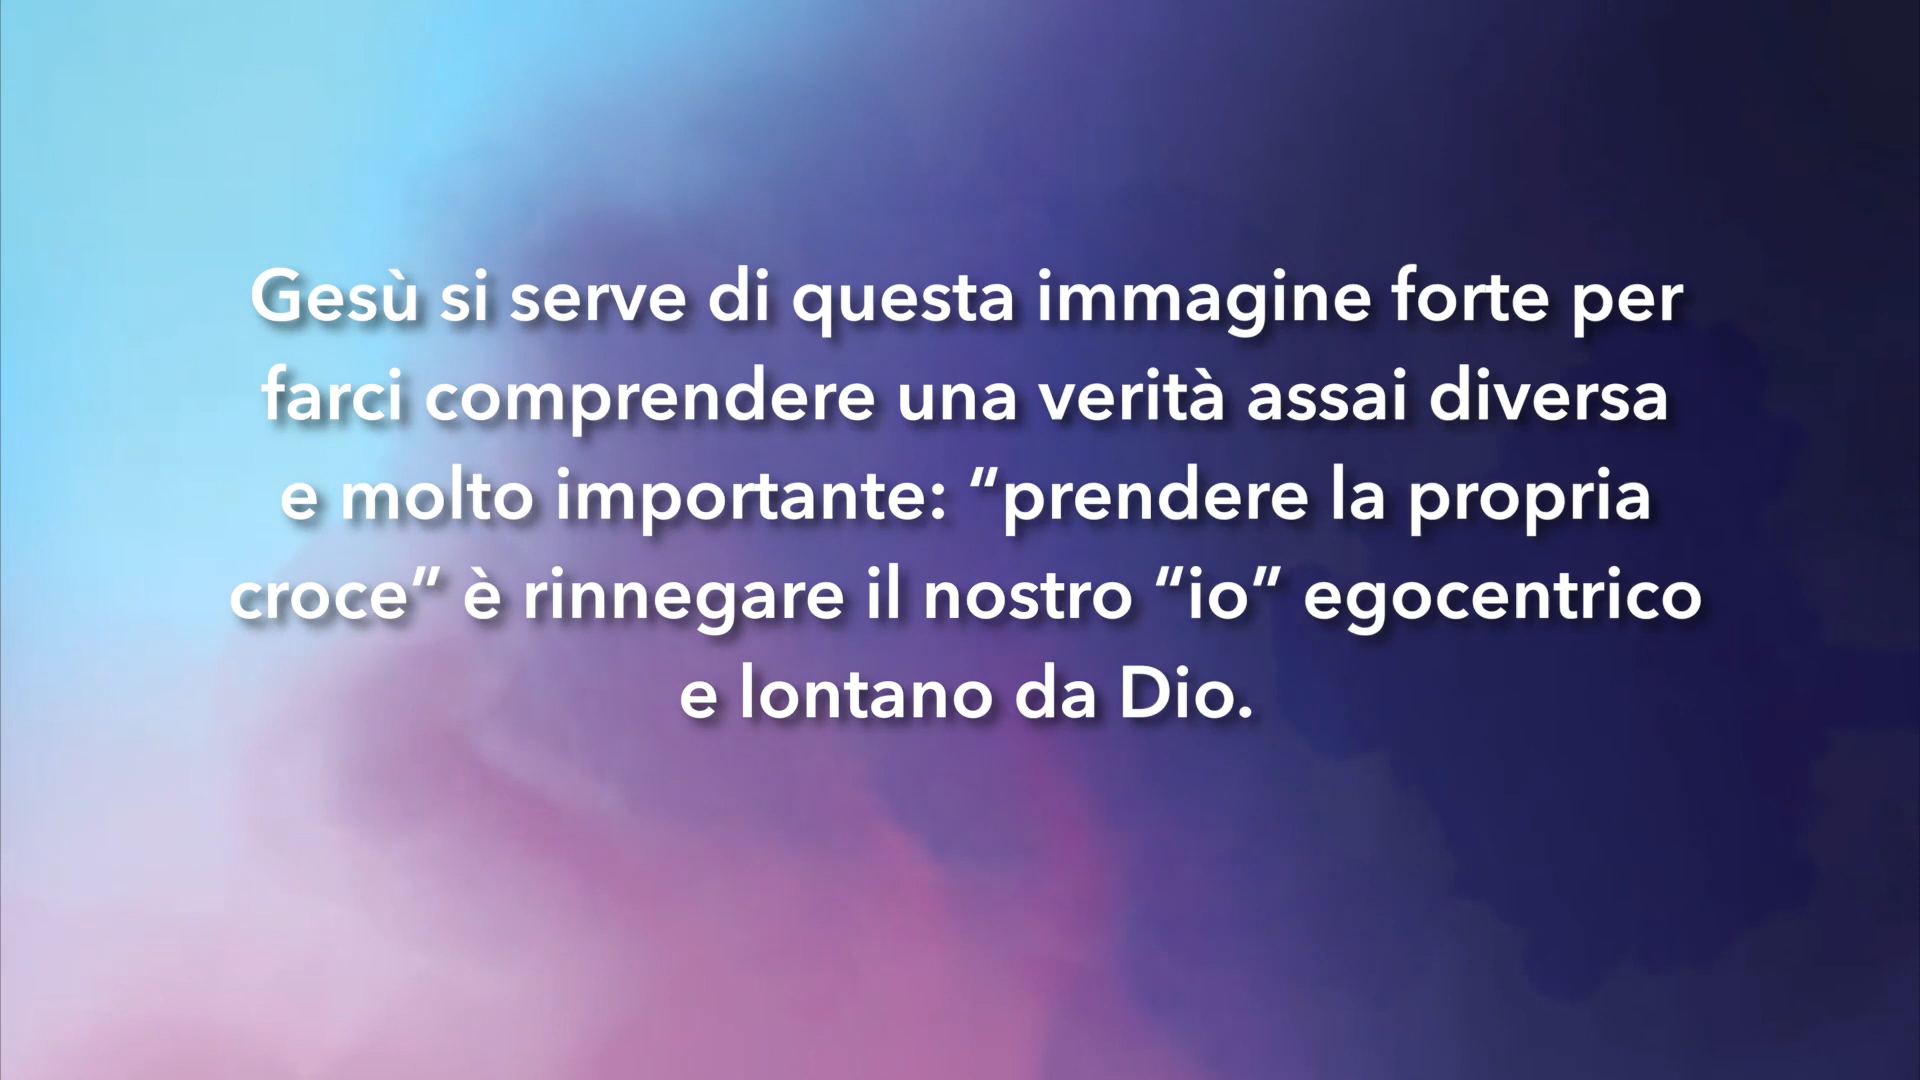 Gesù si serve di questa immagine forte per
farci comprendere una verità assai diversa
e molto importante: “prendere la propria
croce” è rinnegare il nostro “io” egocentrico
e lontano da Dio.